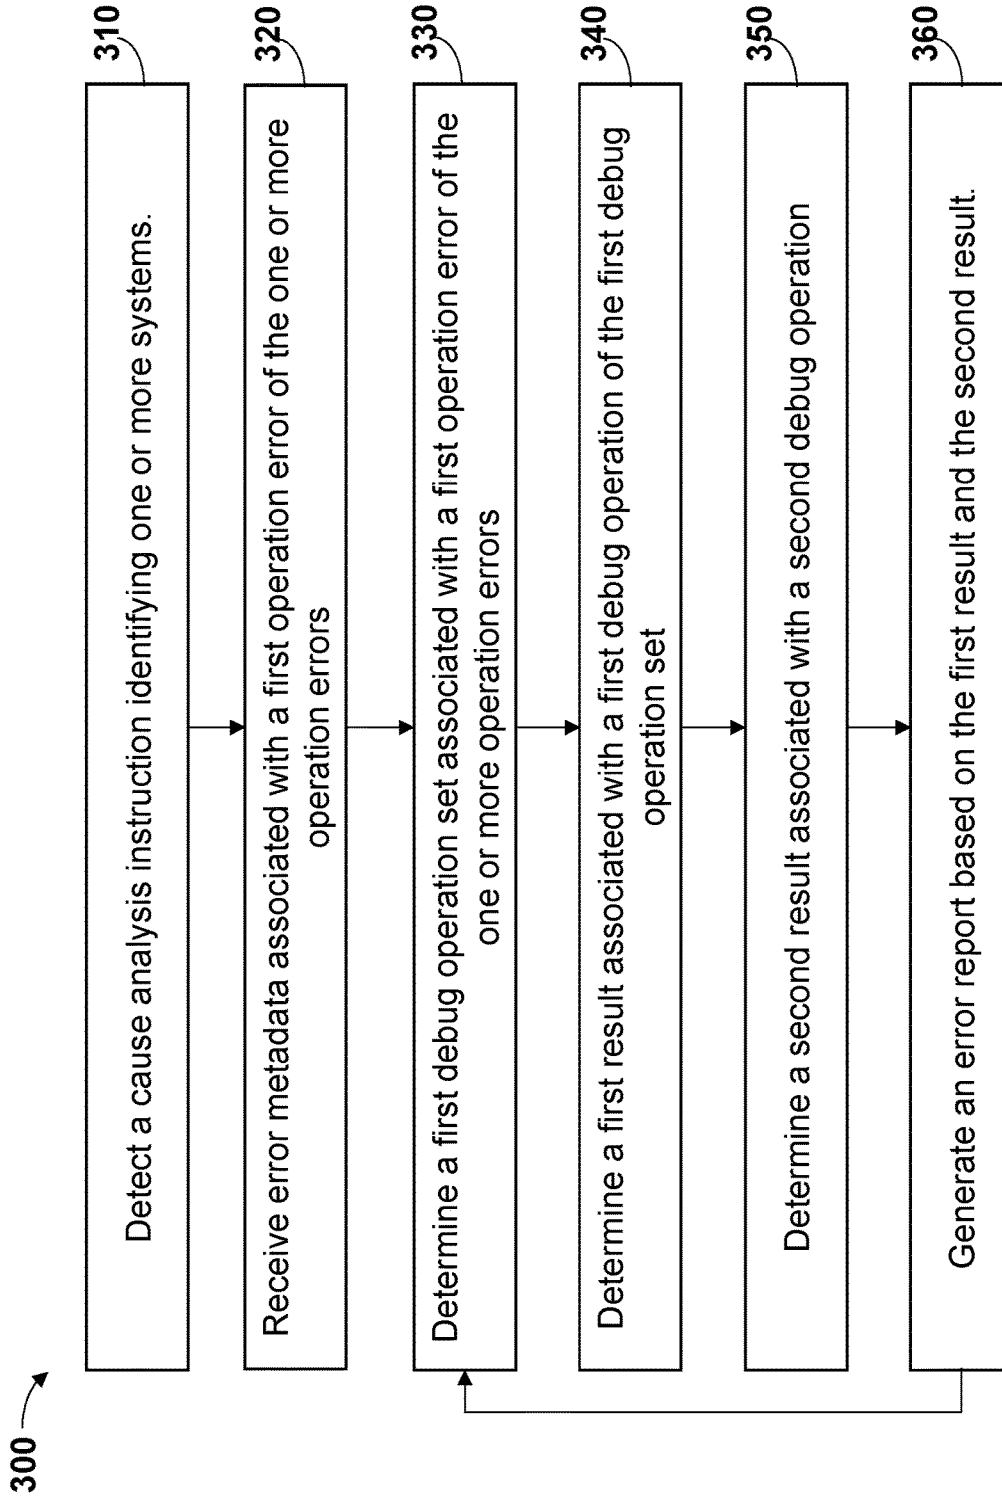 300
310
Detect a cause analysis instruction identifying one or more systems.
320
Receive error metadata associated with a first operation error of the one or more
operation errors
330
Determine a first debug operation set associated with a first operation error of the
one or more operation errors
340
Determine a first result associated with a first debug operation of the first debug
operation set
350
Determine a second result associated with a second debug operation
360
Generate an error report based on the first result and the second result.